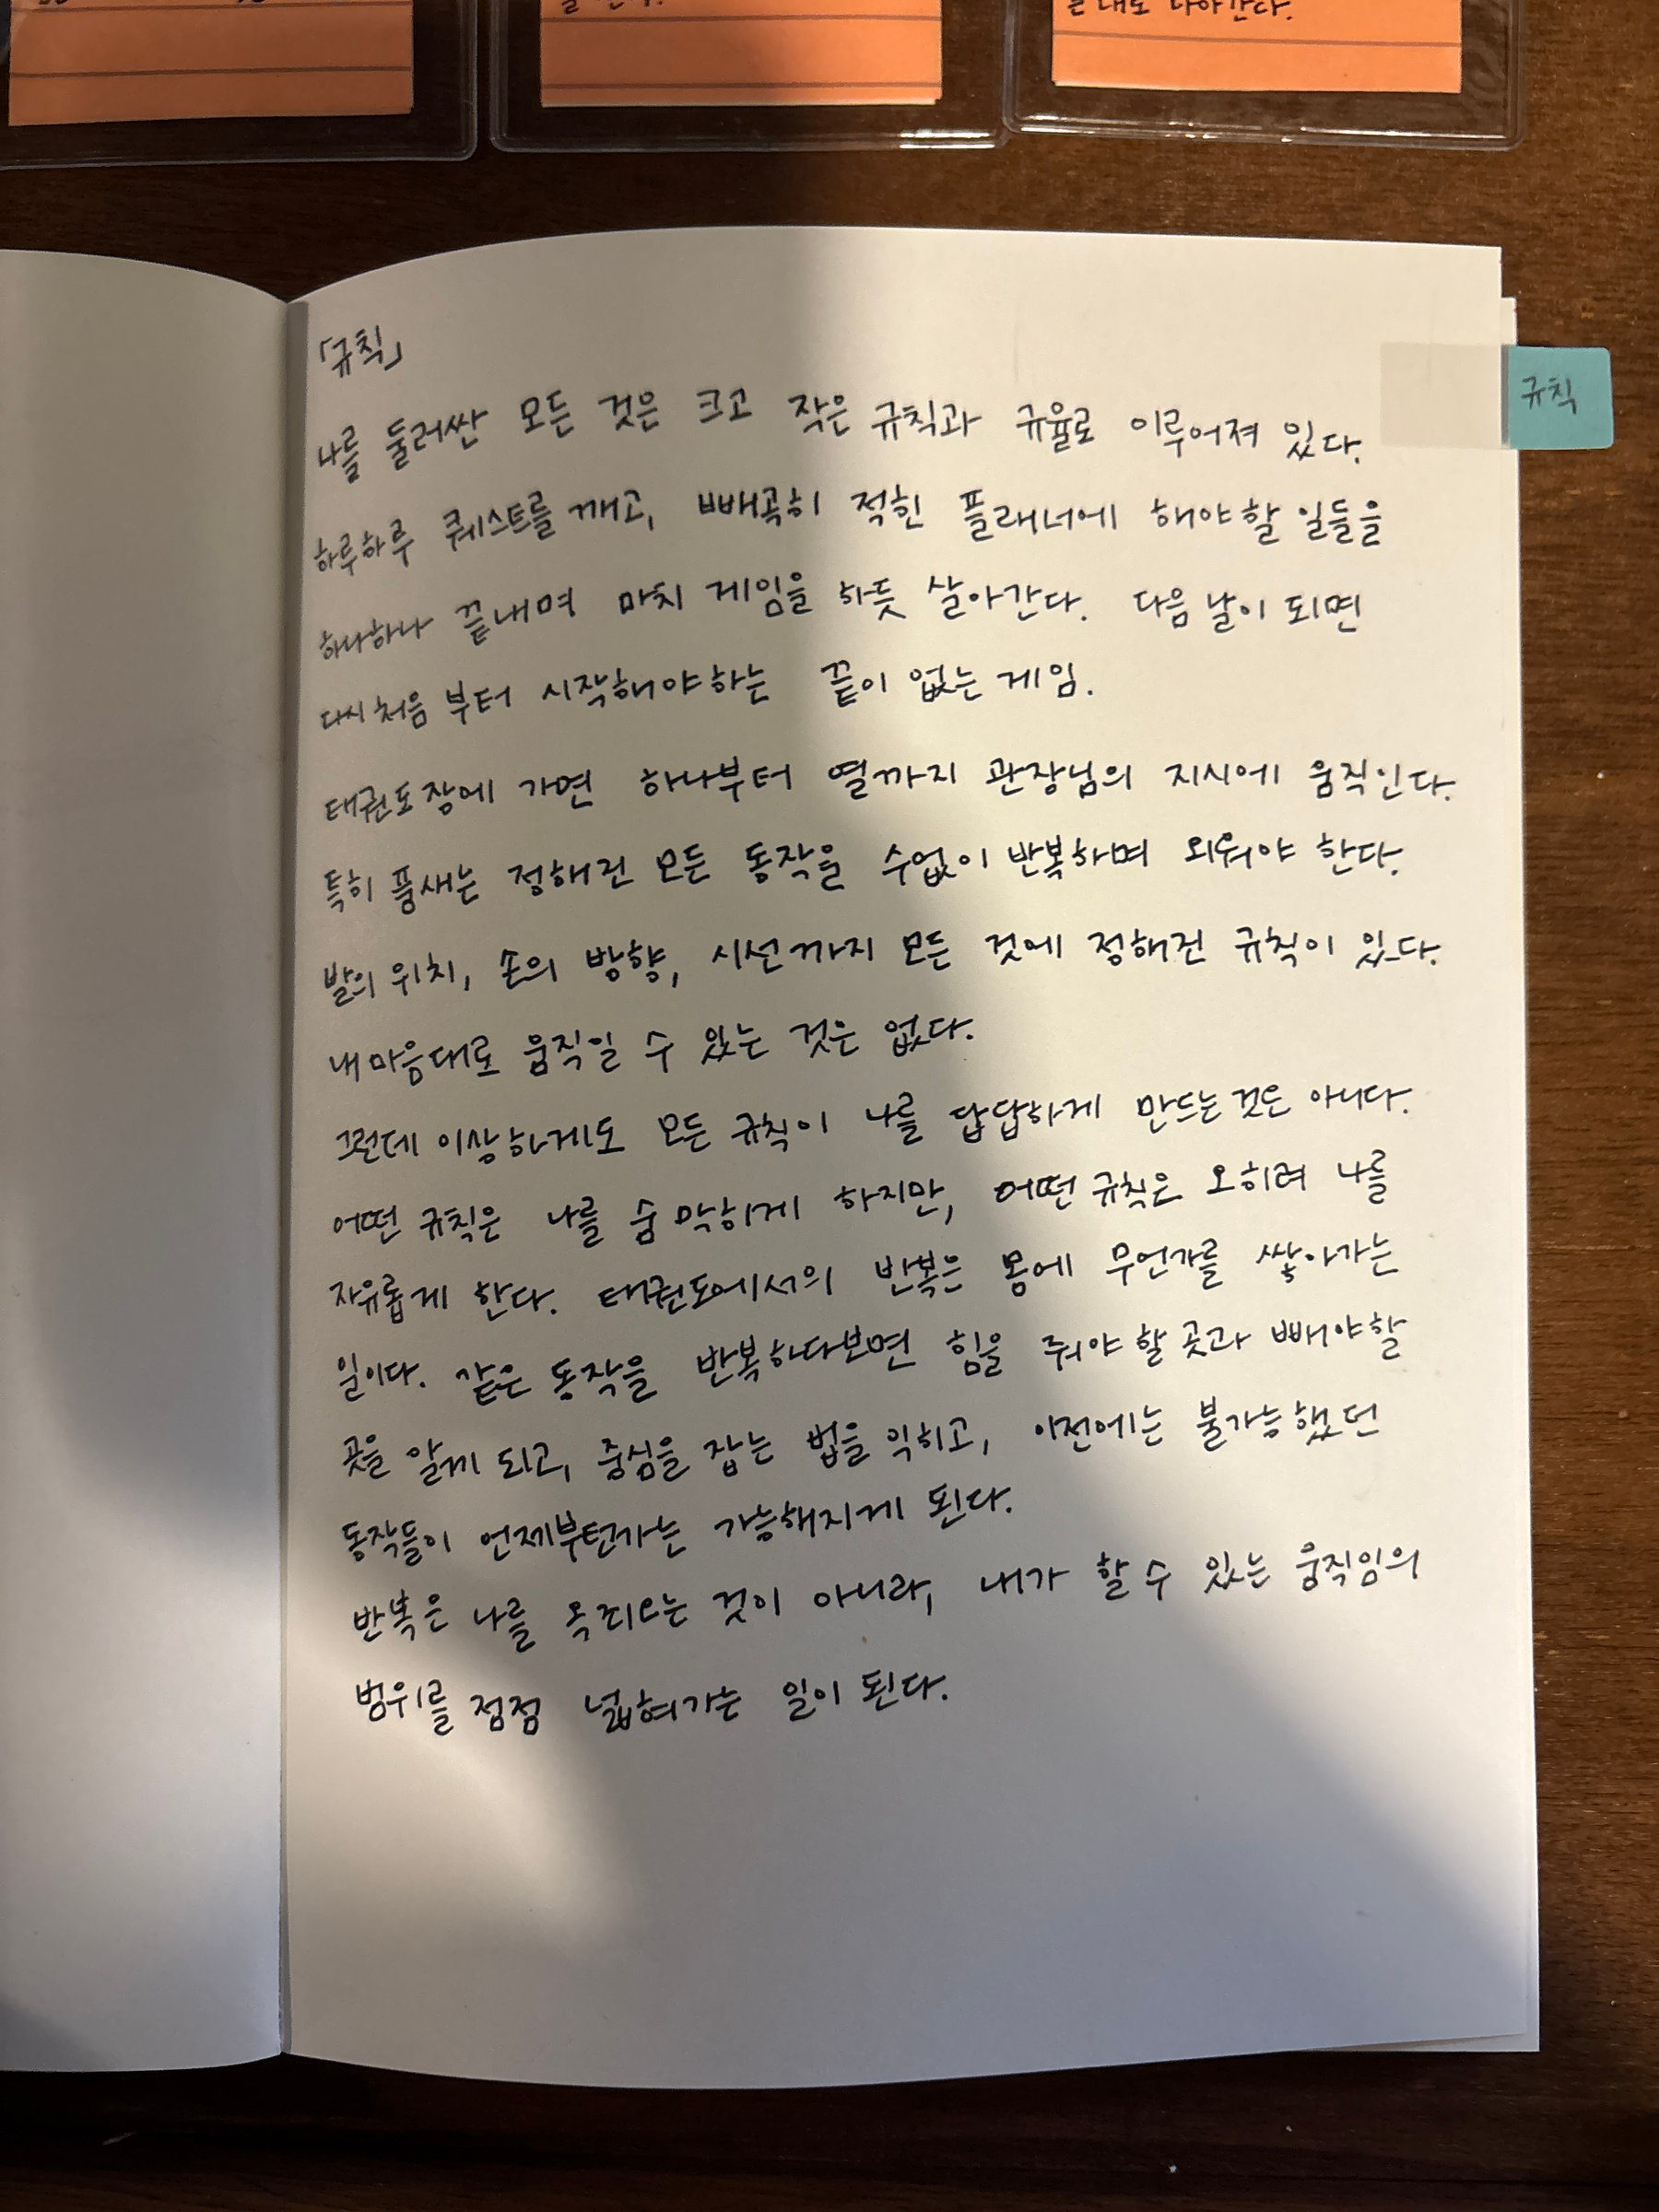 를 대로 나아간다.
「규칙」
규칙
나를 둘러싼 모든 것은 크고 작은 규칙과 규율로 이루어져 있다.
하루하루 퀘스트를 깨고, 빼곡히 적힌 플래너에 해야할 일들을
하나하나 끝내며 마치 게임을 하듯 살아간다. 다음 날이 되면
다시 처음 부터 시작해야하는 끝이 없는 게임.
태권도장에 가면 하나부터 열까지 관장님의 지시에 움직인다.
특히 품새는 정해진 모든 동작을 수없이 반복하며 외워야 한다.
발의 위치, 손의 방향, 시선까지 모든 것에 정해진 규칙이 있다.
내 마음대로 움직일 수 있는 것은 없다.
그런데 이상하게도 모든 규칙이 나를 답답하게 만드는 것은 아니다.
어떤 규칙은 나를 숨 막히게 하지만, 어떤 규칙은 오히려 나를
자유롭게 한다. 태권도에서의 반복은 몸에 무언가를 쌓아가는
일이다. 같은 동작을 반복하다보면 힘을 줘야 할 곳과 빼야할
곳을 알게 되고, 중심을 잡는 법을 익히고, 이전에는 불가능했던
동작들이 언제부턴가는 가능해지게 된다.
반복은 나를 옥죄으는 것이 아니라, 내가 할 수 있는 움직임의
범위를 점점 넓혀가는 일이 된다.